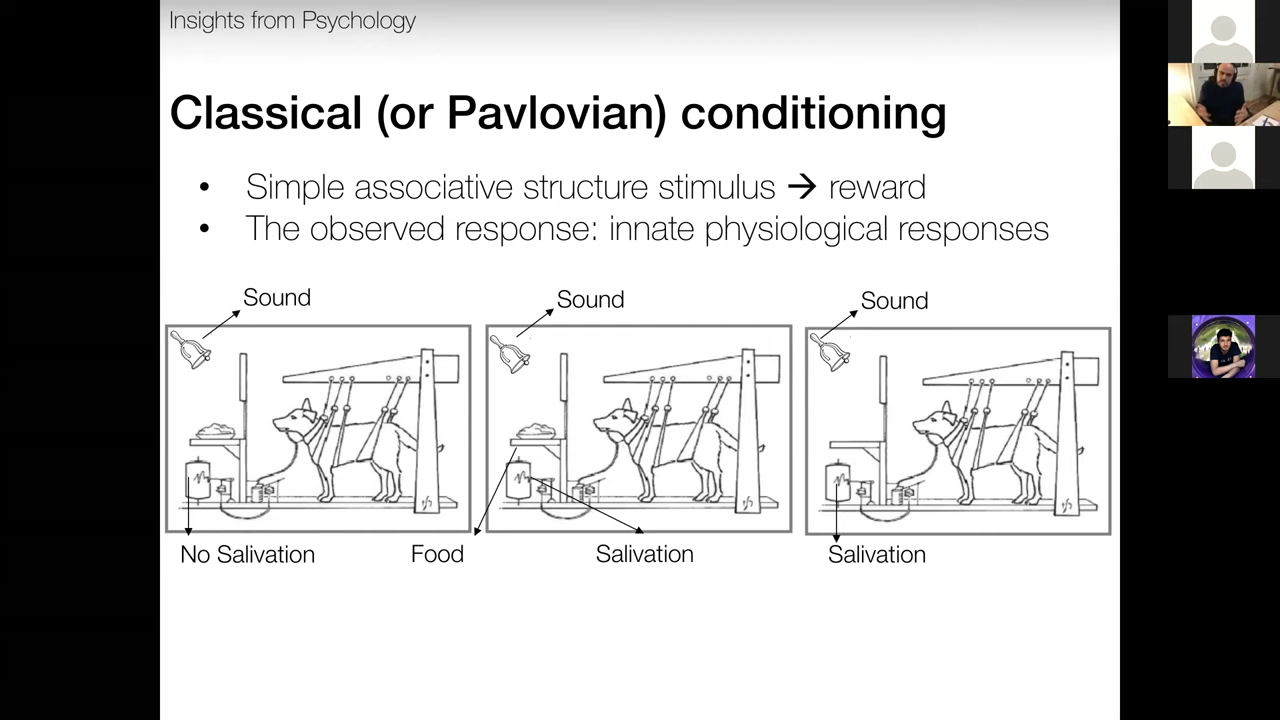 Insights from Psychology
Classical (or Pavlovian) conditioning
• Simple associative structure stimulus → reward
• The observed response: innate physiological responses
Sound
Sound
Sound
No Salivation
Food
Salivation
Salivation